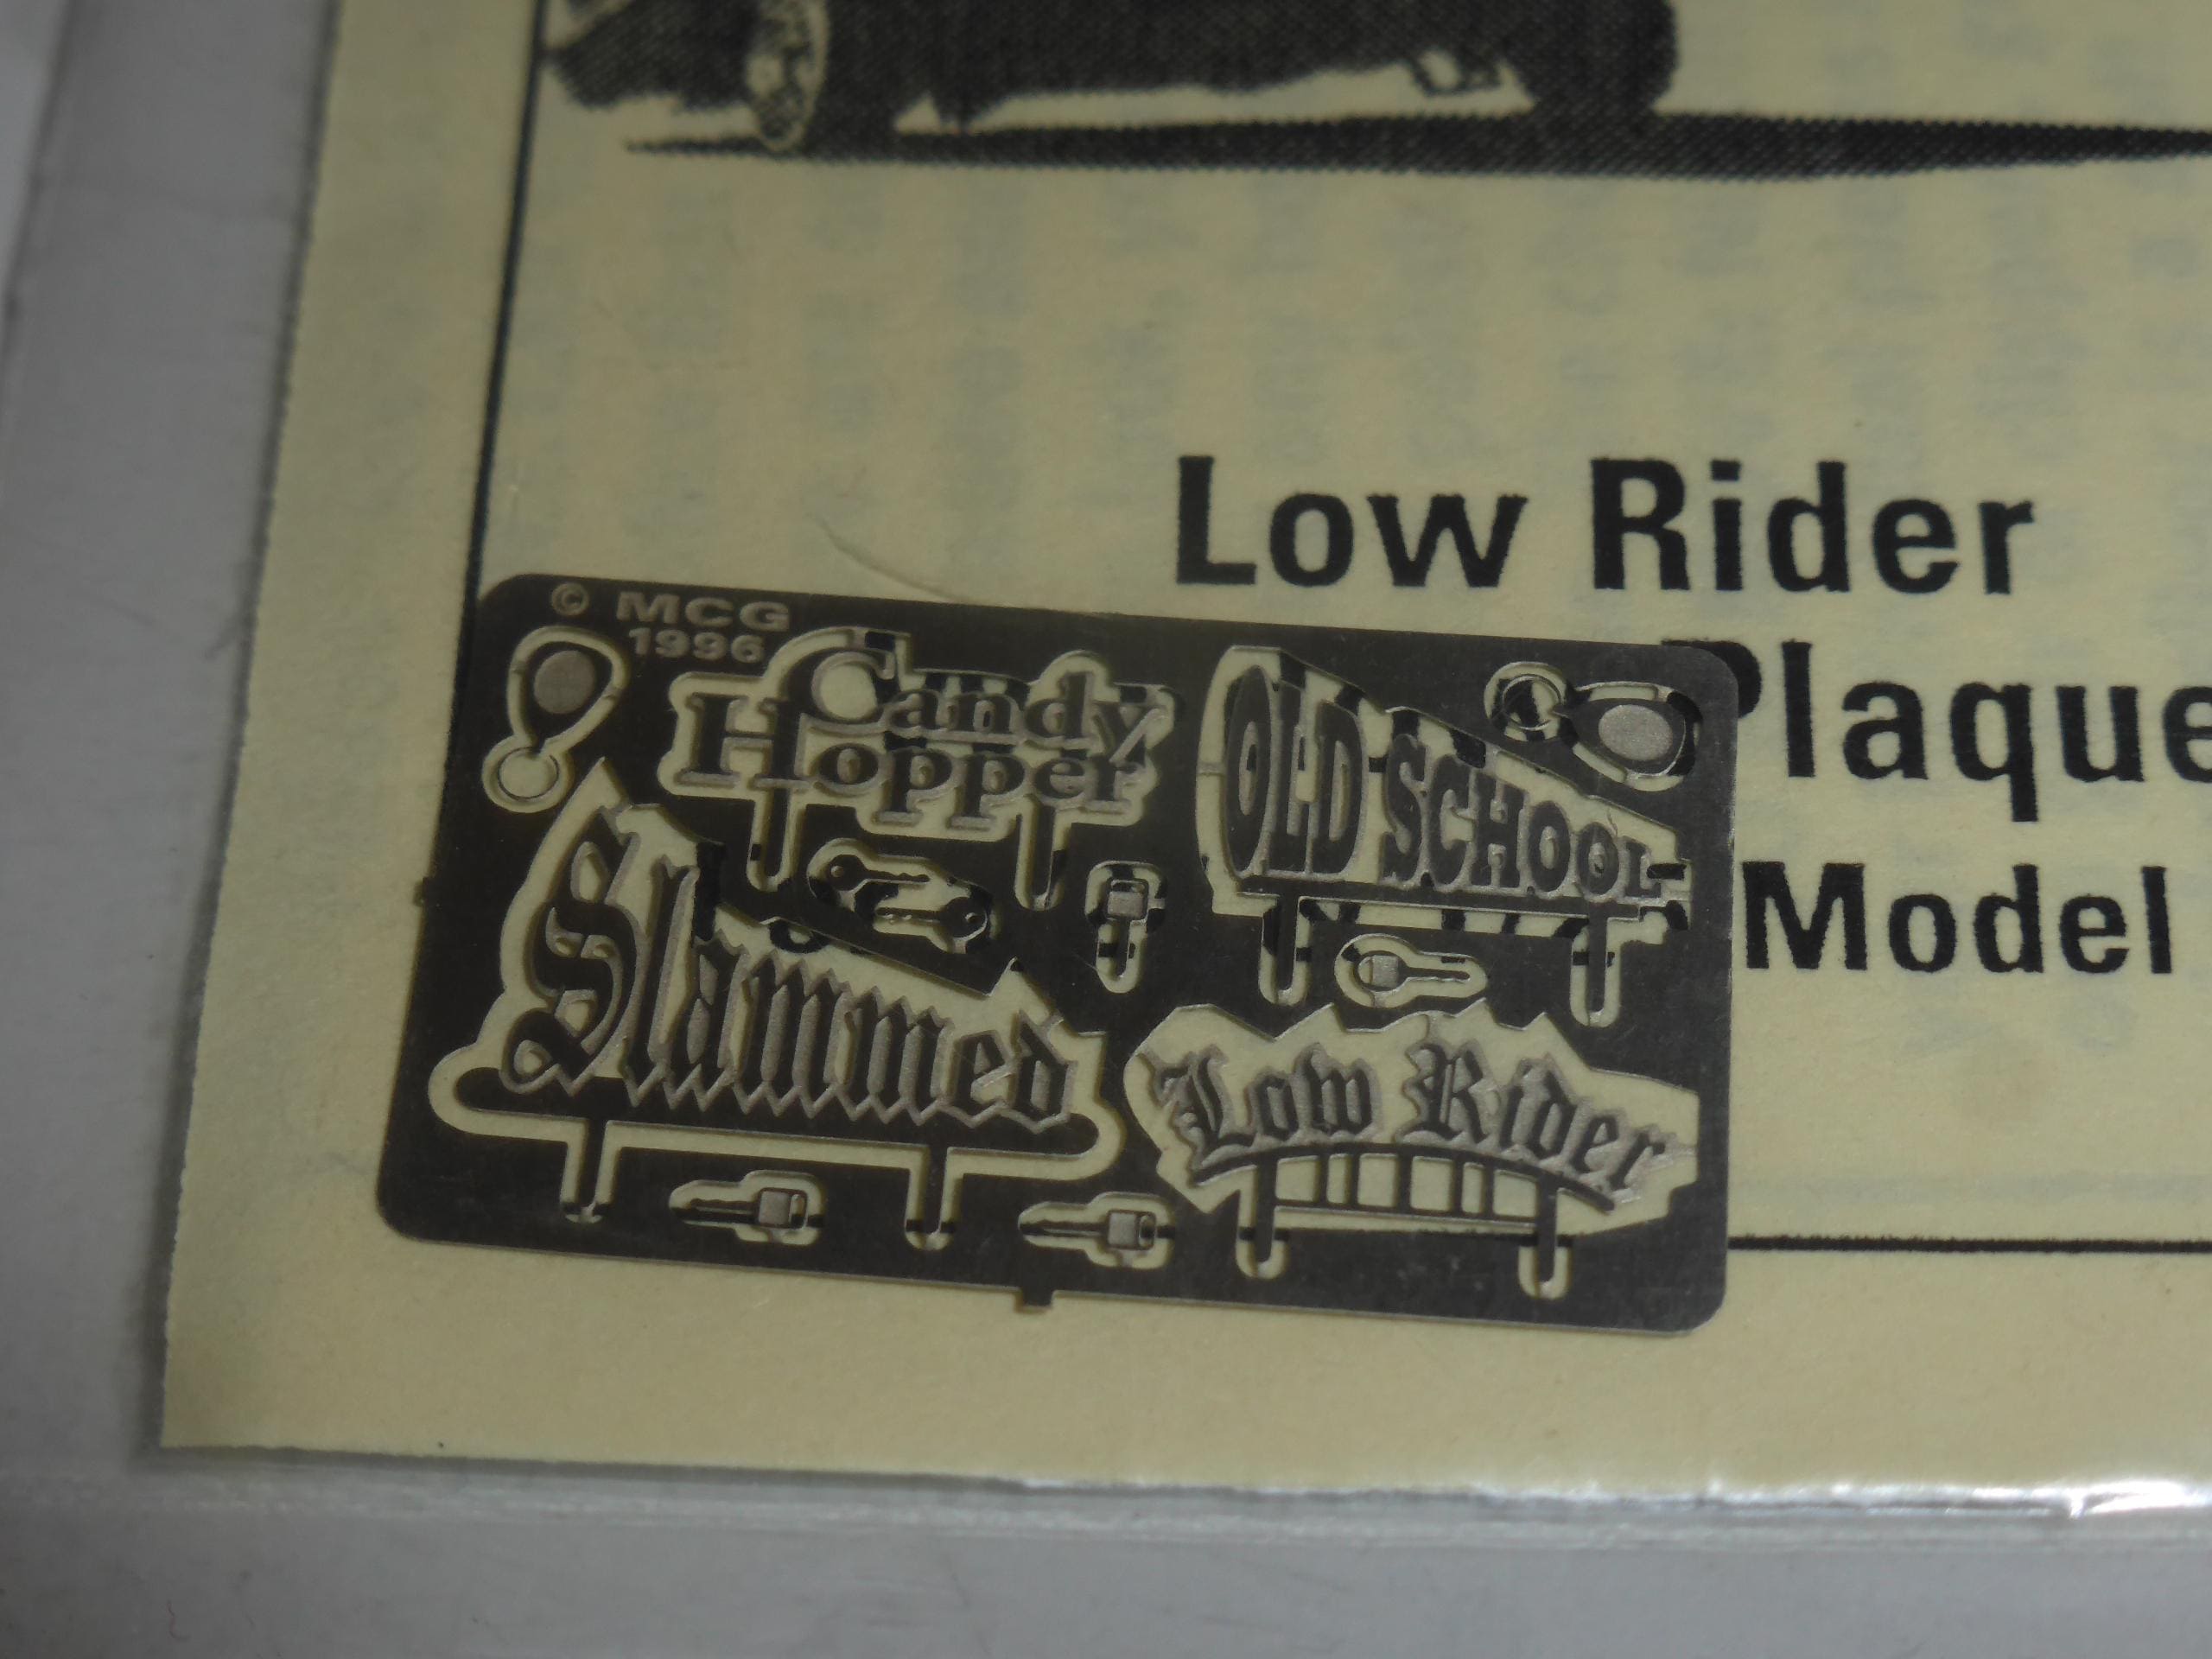 Low Rider
Plaque
Model
© MCG
1996
Candy
Hopper
OLD SCHOOL
Slammed
Low Rider